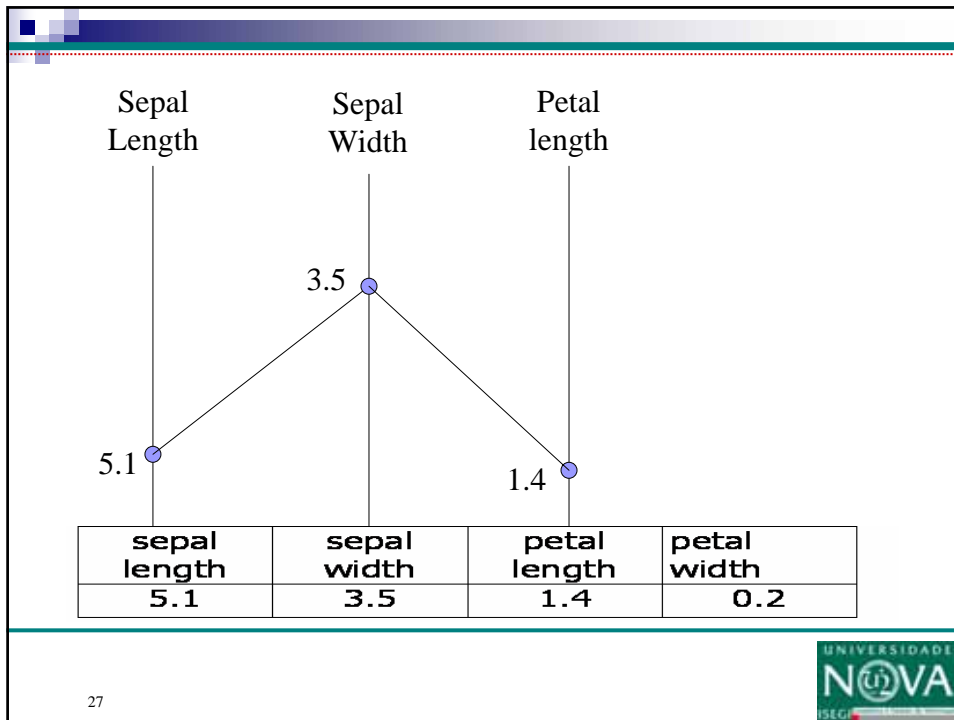 Sepal
Length
Sepal
Width
Petal
length
3.5
5.1
1.4
sepal length sepal width petal length petal width
5.1 3.5 1.4 0.2
27
UNIVERSIDADE
NOVA
ISEGI